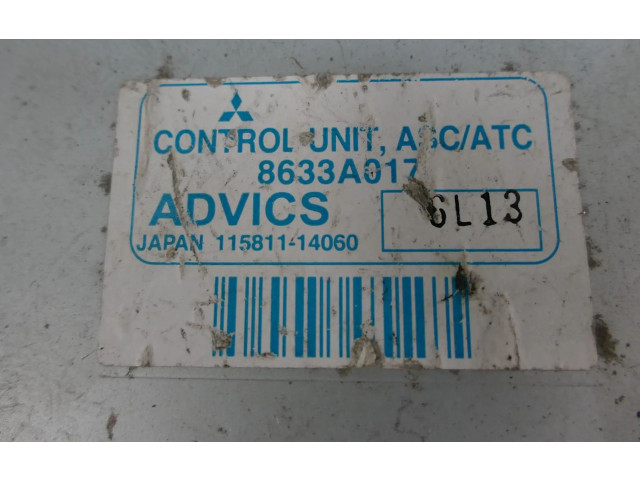 CONTROL UNIT, ASC/ATC
8633A017
ADVICS 6L13
JAPAN 115811-14060